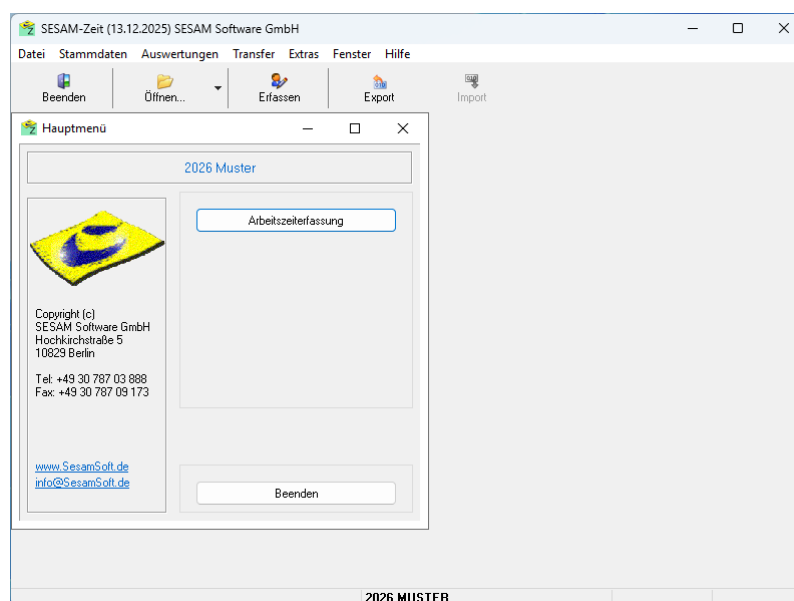 SESAM-Zeit (13.12.2025) SESAM Software GmbH
Datei Stammdaten Auswertungen Transfer Extras Fenster Hilfe
Beenden Öffnen... Erfassen Export Import
Hauptmenü
2026 Muster
Arbeitszeiterfassung
Copyright (c)
SESAM Software GmbH
Hochkirchstraße 5
10829 Berlin
Tel: +49 30 787 03 888
Fax: +49 30 787 09 173
www.SesamSoft.de
info@SesamSoft.de
Beenden
2026 MUSTER